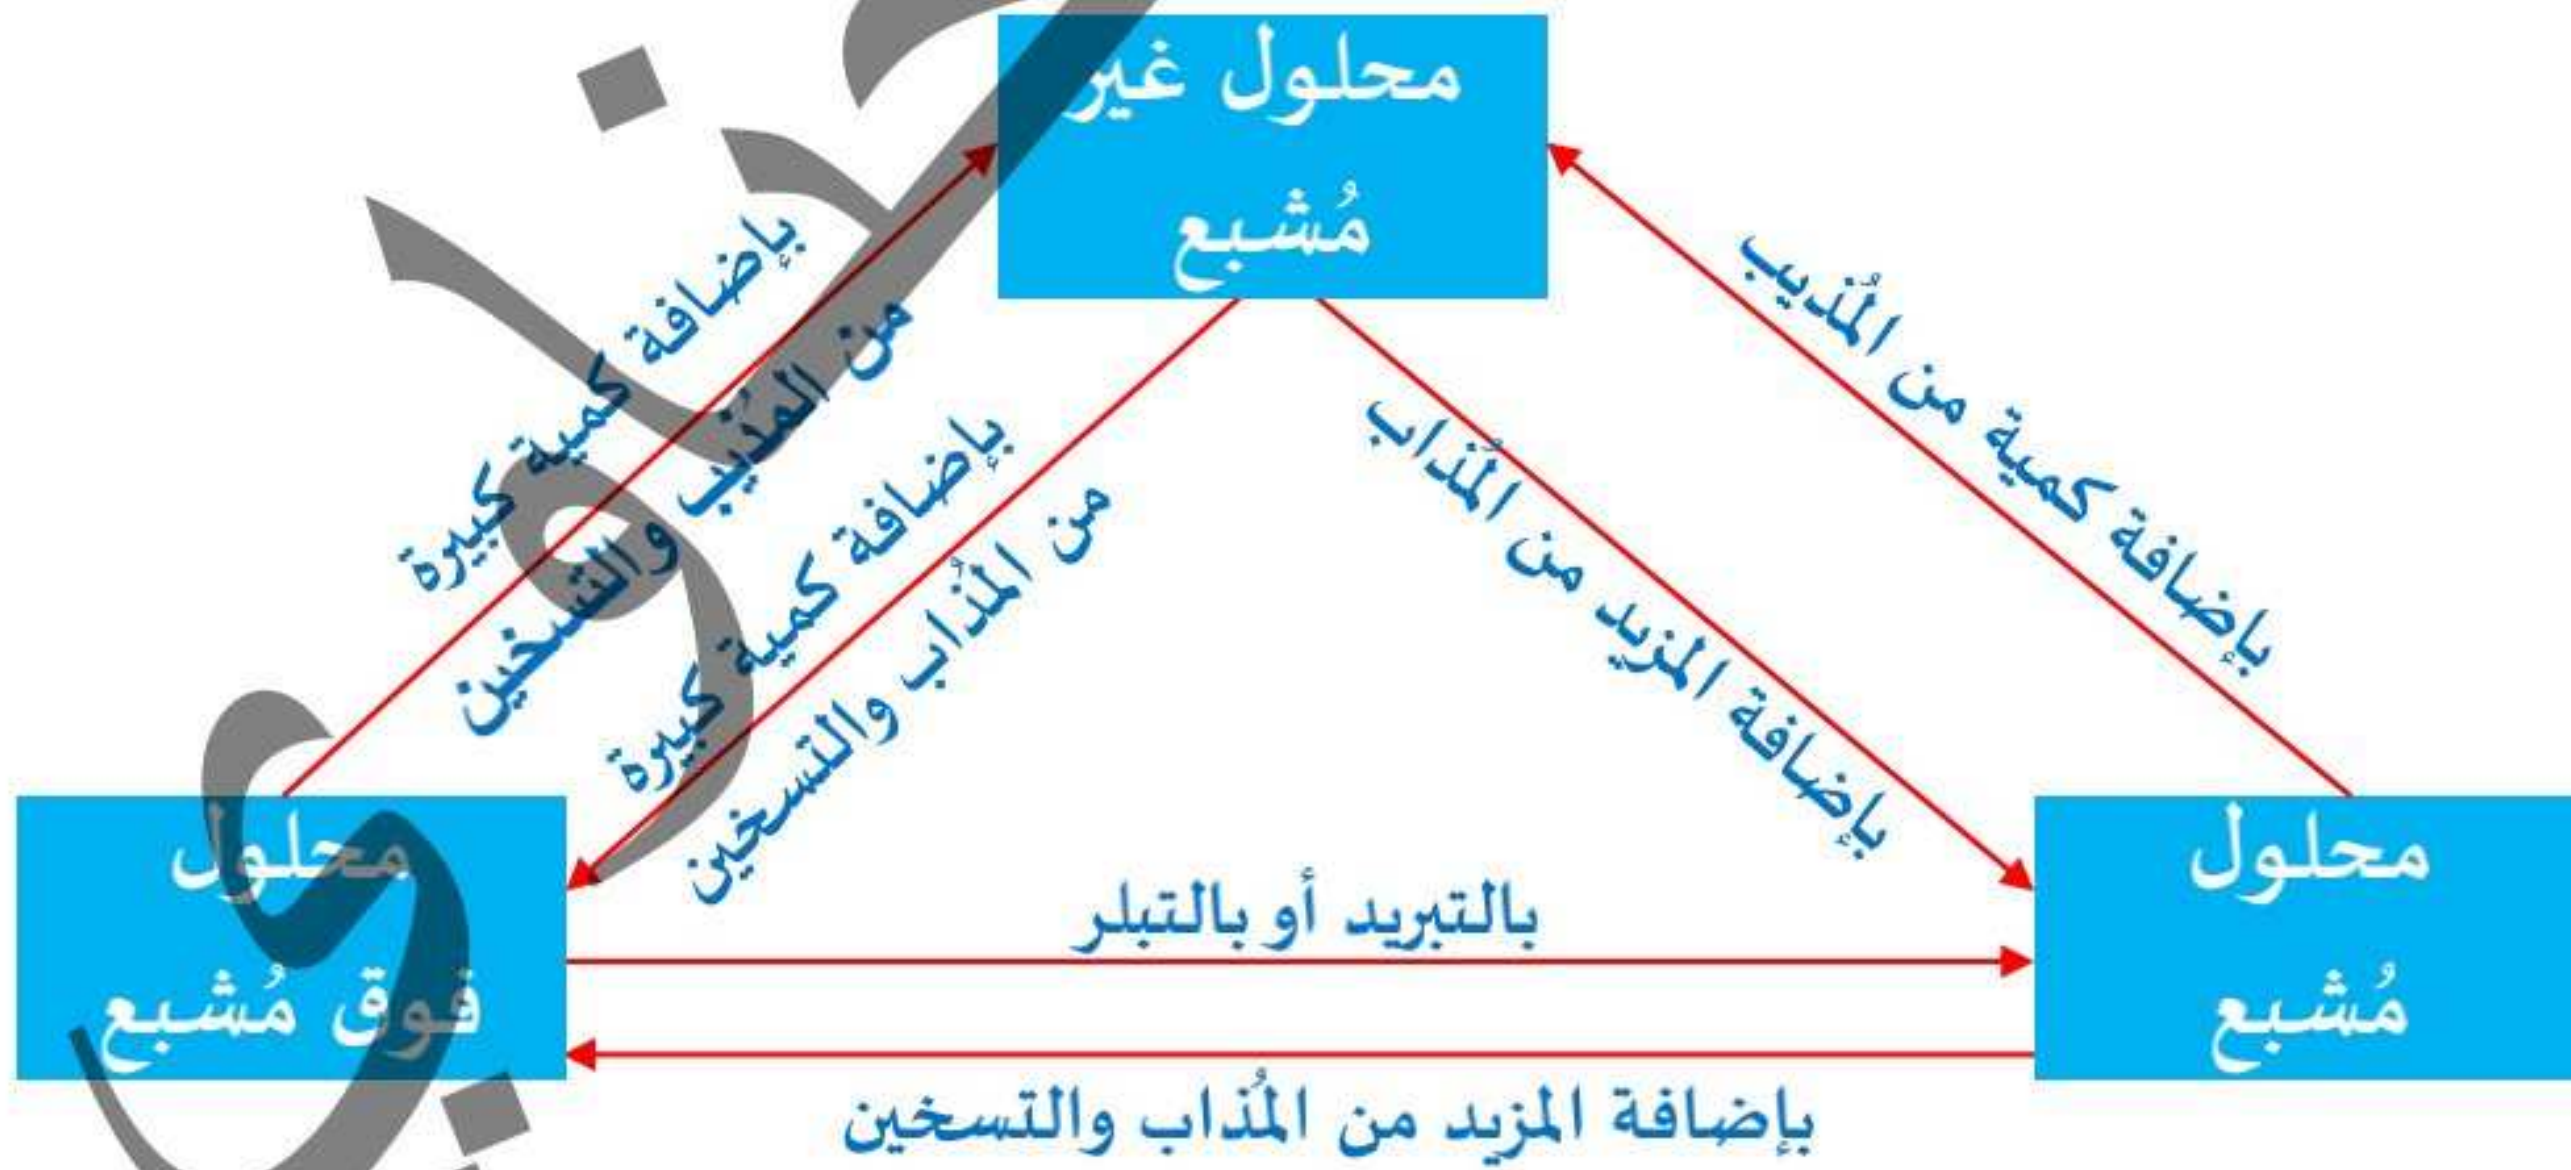 محلول غير
مُشبع
بإضافة كمية كبيرة
من المُذيب والتسخين
بإضافة كمية كبيرة
من المُذاب والتسخين
بإضافة المزيد من المُذاب
بإضافة كمية من المُذيب
محلول
فوق مُشبع
بالتبريد أو بالتبلر
محلول
مُشبع
بإضافة المزيد من المُذاب والتسخين